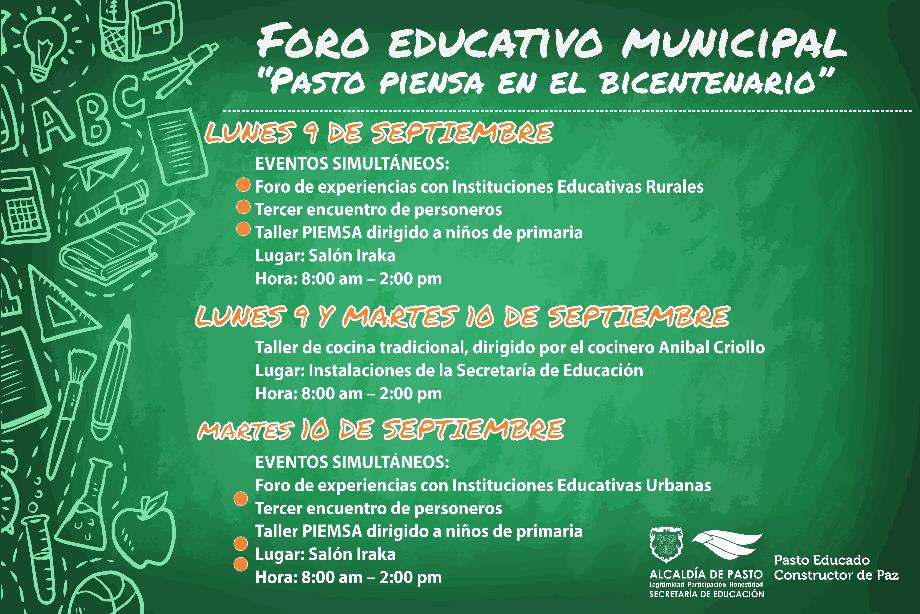 FORO EDUCATIVO MUNICIPAL
"PASTO PIENSA EN EL BICENTENARIO"
ABC
LUNES 9 DE SEPTIEMBRE
EVENTOS SIMULTÁNEOS:
Foro de experiencias con Instituciones Educativas Rurales
Tercer encuentro de personeros
Taller PIEMSA dirigido a niños de primaria
Lugar: Salón Iraka
Hora: 8:00 am – 2:00 pm
LUNES 9 Y MARTES 10 DE SEPTIEMBRE
Taller de cocina tradicional, dirigido por el cocinero Anibal Criollo
Lugar: Instalaciones de la Secretaría de Educación
Hora: 8:00 am – 2:00 pm
MARTES 10 DE SEPTIEMBRE
EVENTOS SIMULTÁNEOS:
Foro de experiencias con Instituciones Educativas Urbanas
Tercer encuentro de personeros
Taller PIEMSA dirigido a niños de primaria
Lugar: Salón Iraka
Hora: 8:00 am – 2:00 pm
ALCALDÍA DE PASTO
Legitimidad Participación Honestidad
SECRETARÍA DE EDUCACIÓN
Pasto Educado
Constructor de Paz